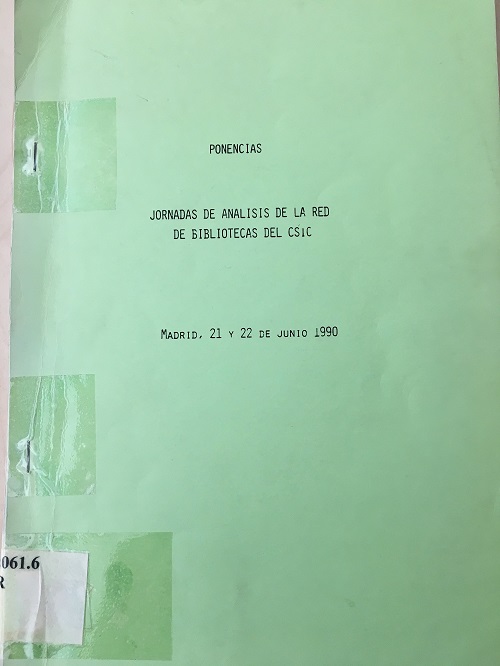 PONENCIAS
JORNADAS DE ANALISIS DE LA RED
DE BIBLIOTECAS DEL CSIC
MADRID, 21 Y 22 DE JUNIO 1990
061.6
R